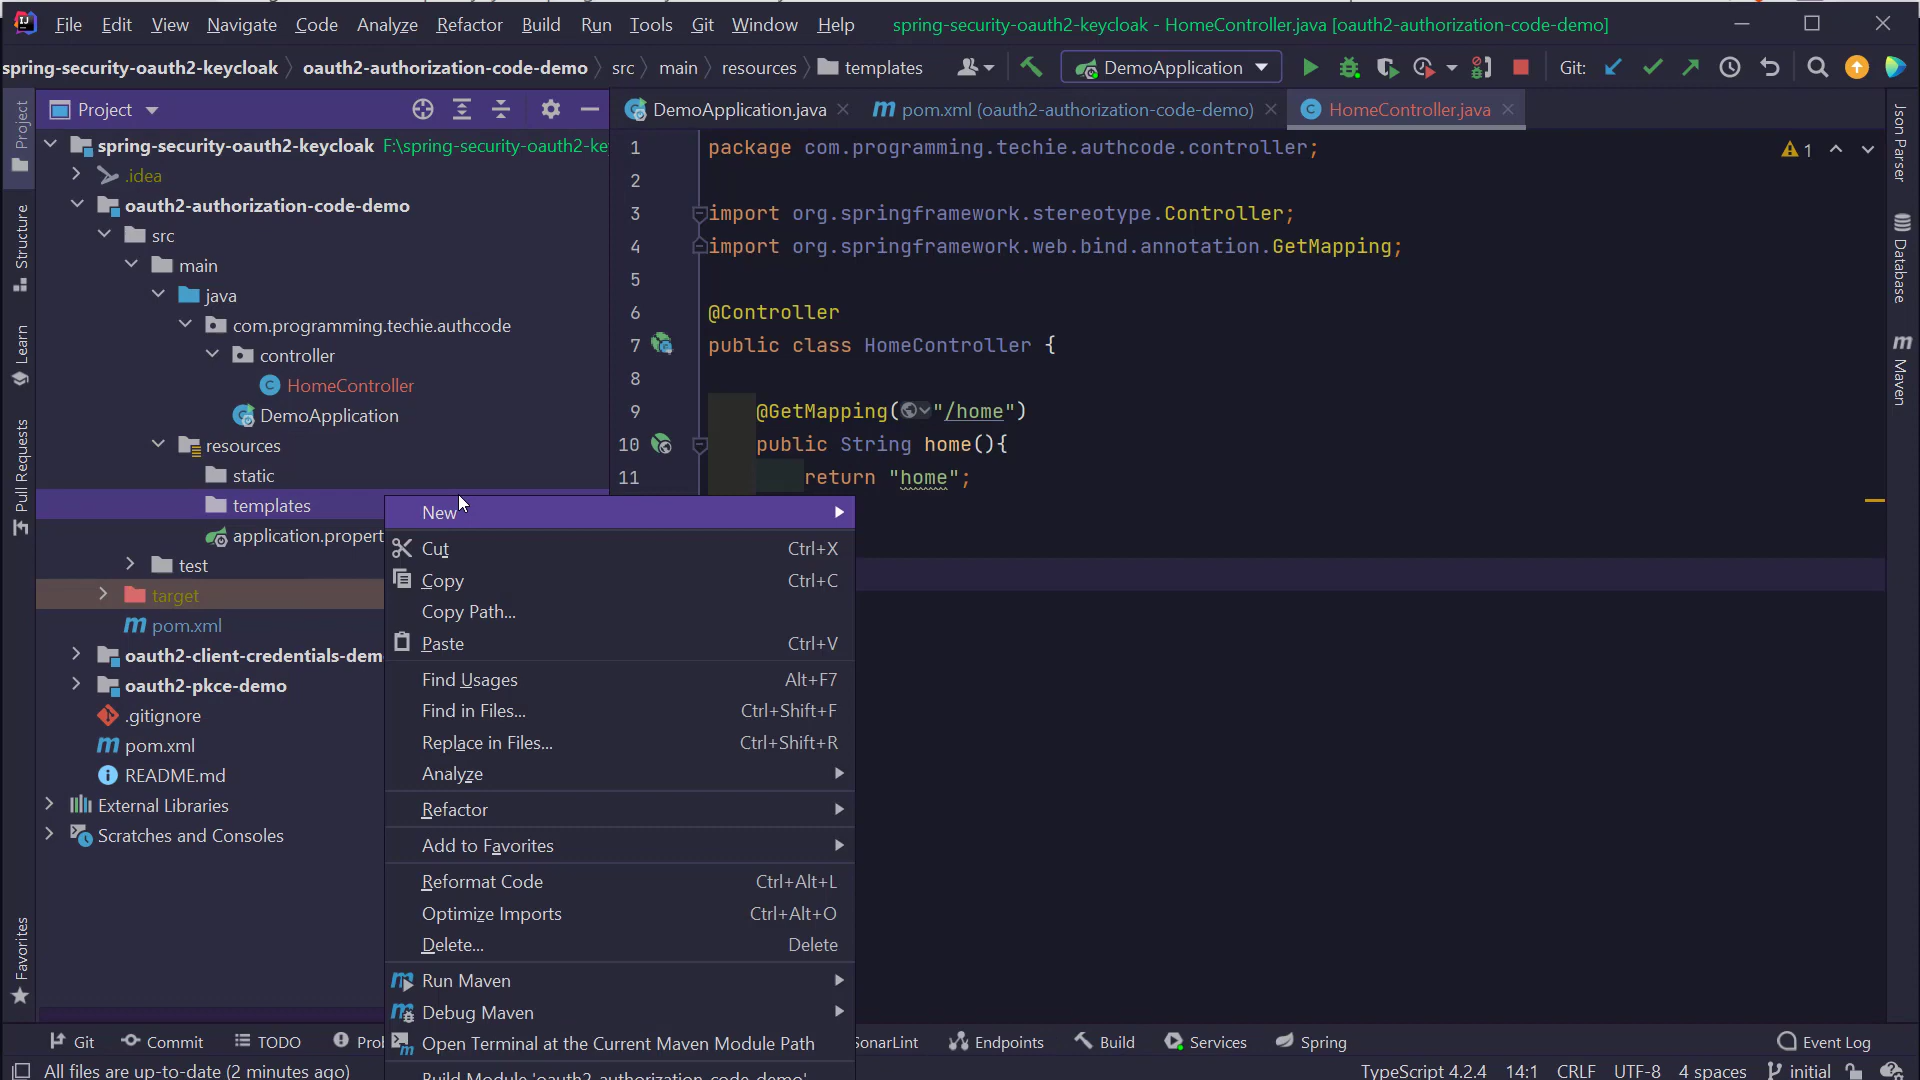 File Edit View Navigate Code Analyze Refactor Build Run Tools Git Window Help spring-security-oauth2-keycloak - HomeController.java [oauth2-authorization-code-demo]
spring-security-oauth2-keycloak oauth2-authorization-code-demo src main resources templates DemoApplication Git:
Project DemoApplication.java pom.xml (oauth2-authorization-code-demo) HomeController.java
Project
Structure
Learn
Pull Requests
Favorites
spring-security-oauth2-keycloak F:\spring-security-oauth2-ke
.idea
oauth2-authorization-code-demo
src
main
java
com.programming.techie.authcode
controller
HomeController
DemoApplication
resources
static
templates
application.propert
test
target
pom.xml
oauth2-client-credentials-dem
oauth2-pkce-demo
.gitignore
pom.xml
README.md
External Libraries
Scratches and Consoles
1 package com.programming.techie.authcode.controller;
2
3 import org.springframework.stereotype.Controller;
4 import org.springframework.web.bind.annotation.GetMapping;
5
6 @Controller
7 public class HomeController {
8
9 @GetMapping("/home")
10 public String home(){
11 return "home";
1
New
Cut Ctrl+X
Copy Ctrl+C
Copy Path...
Paste Ctrl+V
Find Usages Alt+F7
Find in Files... Ctrl+Shift+F
Replace in Files... Ctrl+Shift+R
Analyze
Refactor
Add to Favorites
Reformat Code Ctrl+Alt+L
Optimize Imports Ctrl+Alt+O
Delete... Delete
Run Maven
Debug Maven
Open Terminal at the Current Maven Module Path
Build Module 'oauth2-authorization-code-demo'
Json Parser
Database
Maven
Git Commit TODO Prob SonarLint Endpoints Build Services Spring Event Log
All files are up-to-date (2 minutes ago) TypeScript 4.2.4 14:1 CRLF UTF-8 4 spaces initial